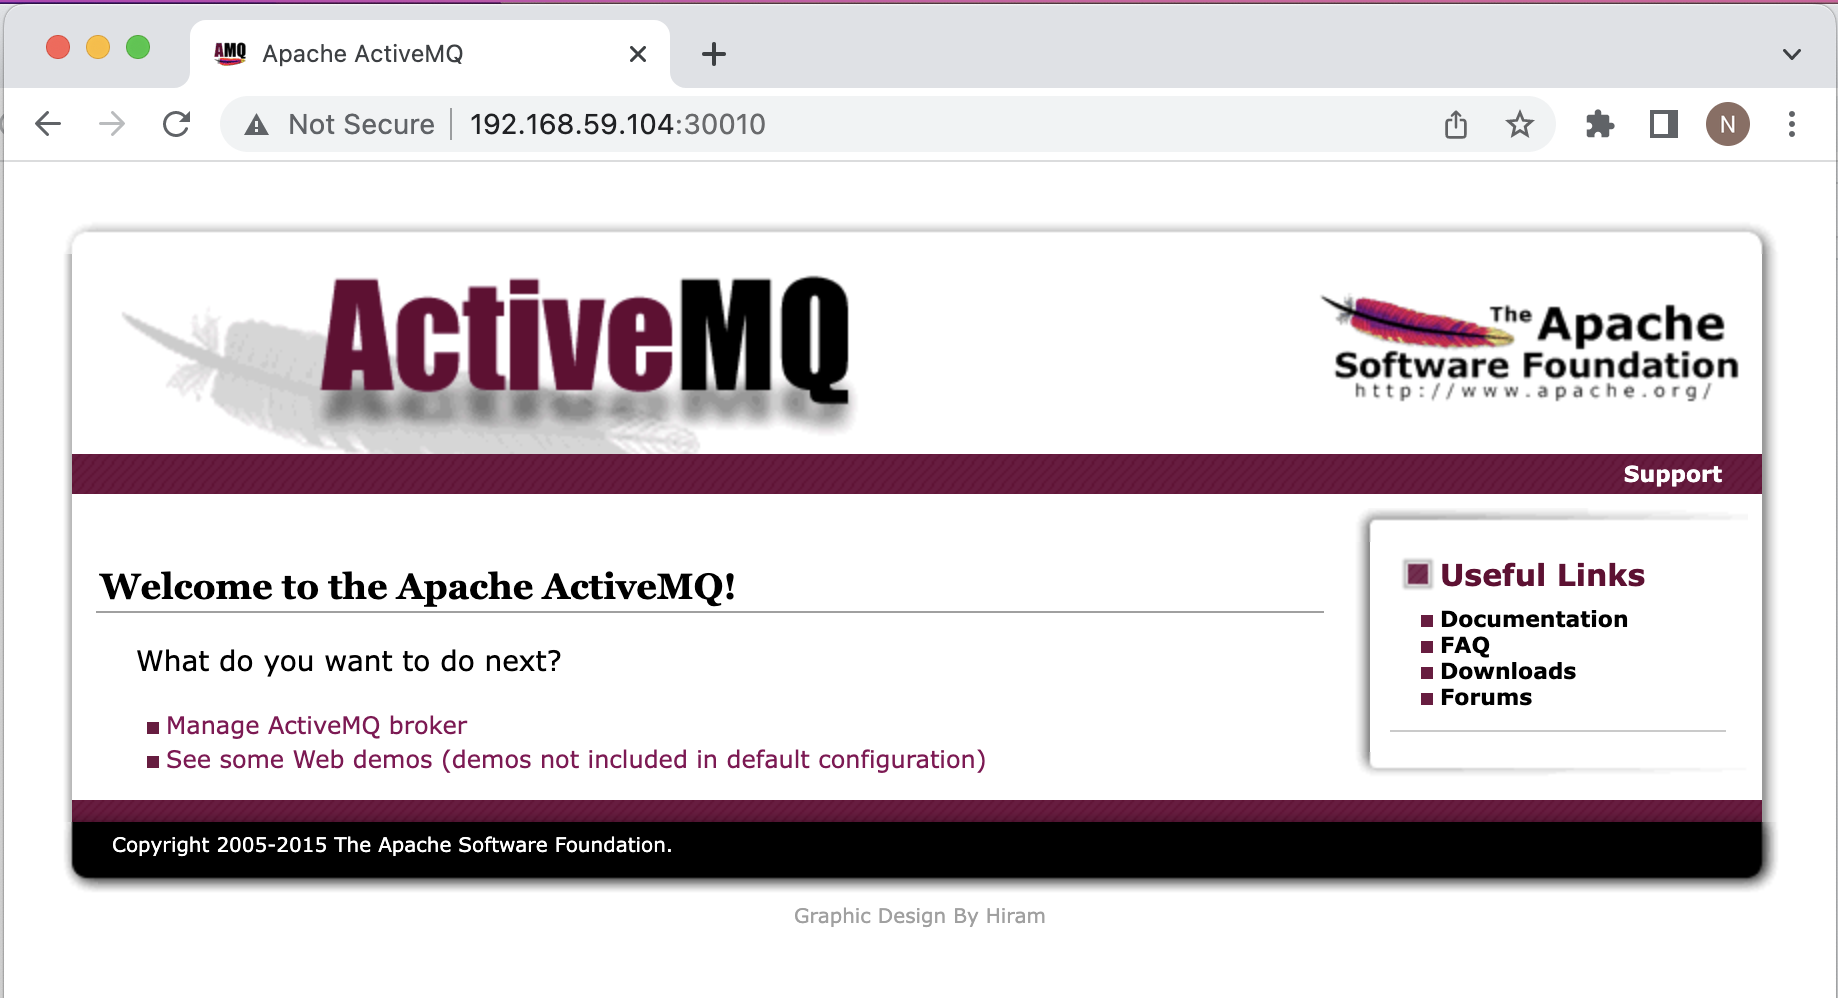 AMQ Apache ActiveMQ
Not Secure 192.168.59.104:30010
N
ActiveMQ
The Apache
Software Foundation
http://www.apache.org/
Support
Welcome to the Apache ActiveMQ!
What do you want to do next?
Manage ActiveMQ broker
See some Web demos (demos not included in default configuration)
Useful Links
Documentation
FAQ
Downloads
Forums
Copyright 2005-2015 The Apache Software Foundation.
Graphic Design By Hiram